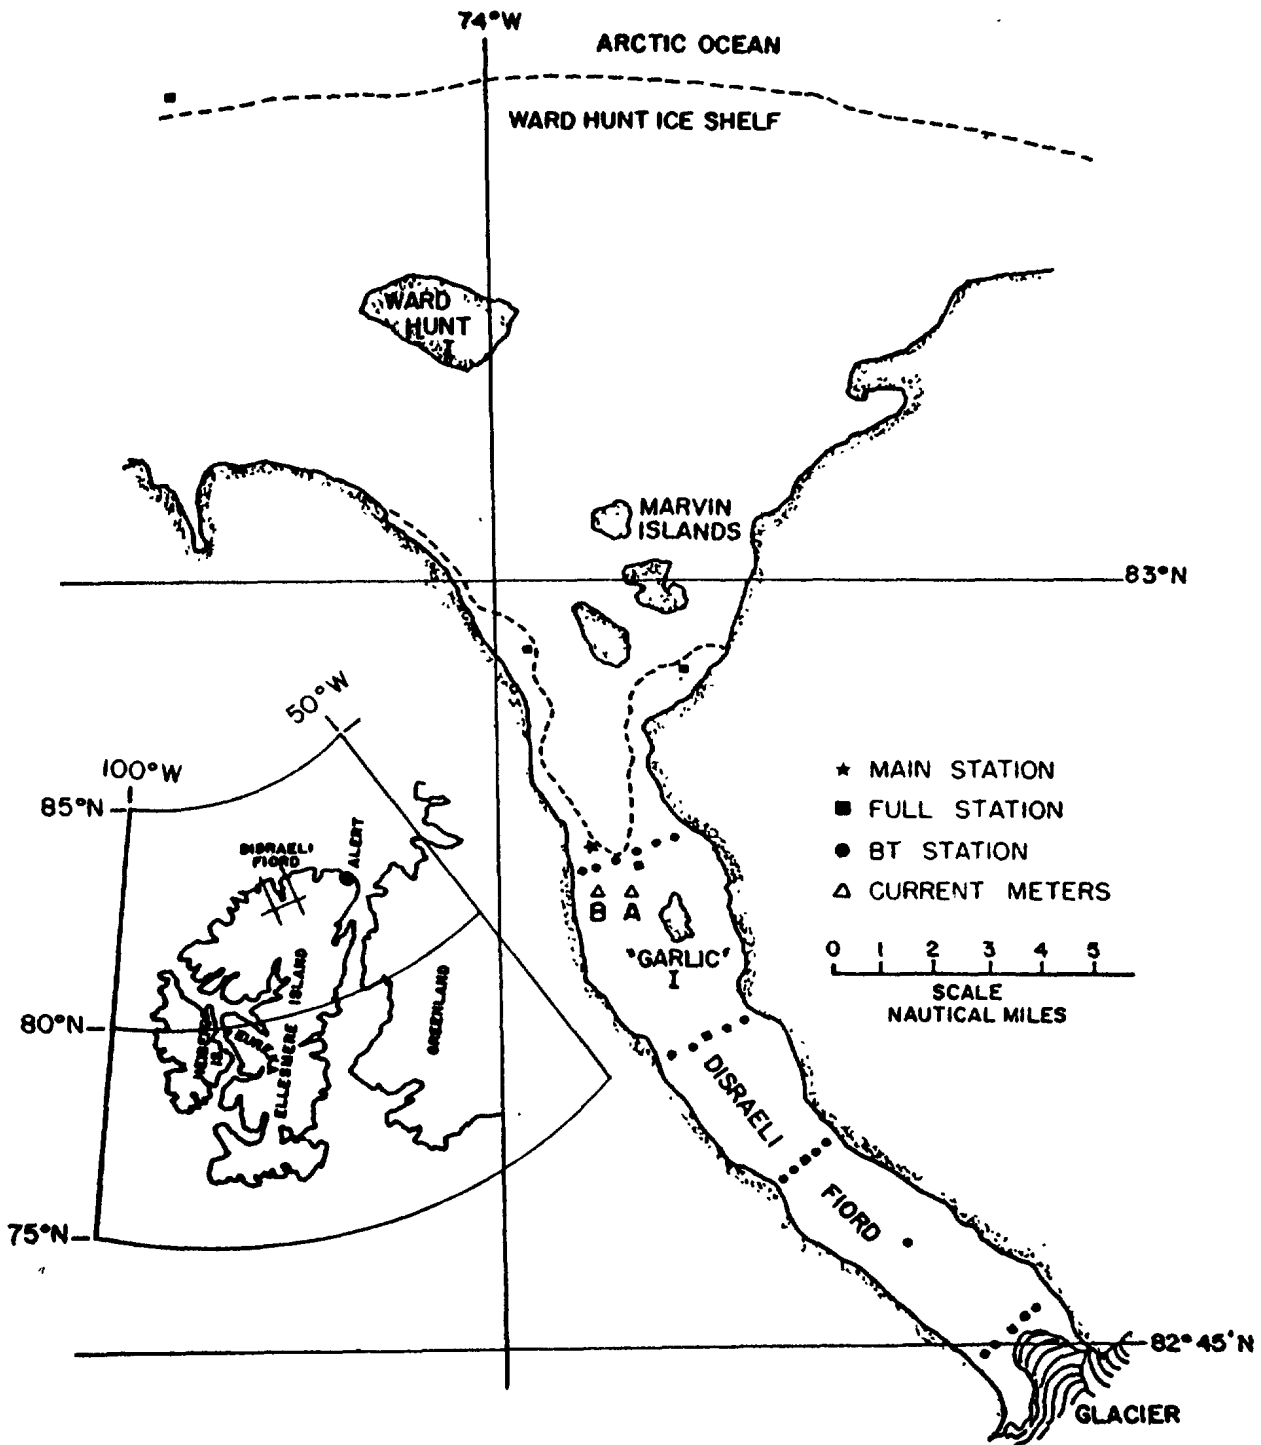 74°W
ARCTIC OCEAN
WARD HUNT ICE SHELF
WARD
HUNT
I
MARVIN
ISLANDS
83°N
50°W
100°W
85°N
DISRAELI
FIORD
ALERT
★ MAIN STATION
■ FULL STATION
● BT STATION
△ CURRENT METERS
B A
"GARLIC"
I
0 1 2 3 4 5
SCALE
NAUTICAL MILES
80°N
ELLESMERE ISLAND
GREENLAND
DISRAELI
FIORD
75°N
82°45'N
GLACIER